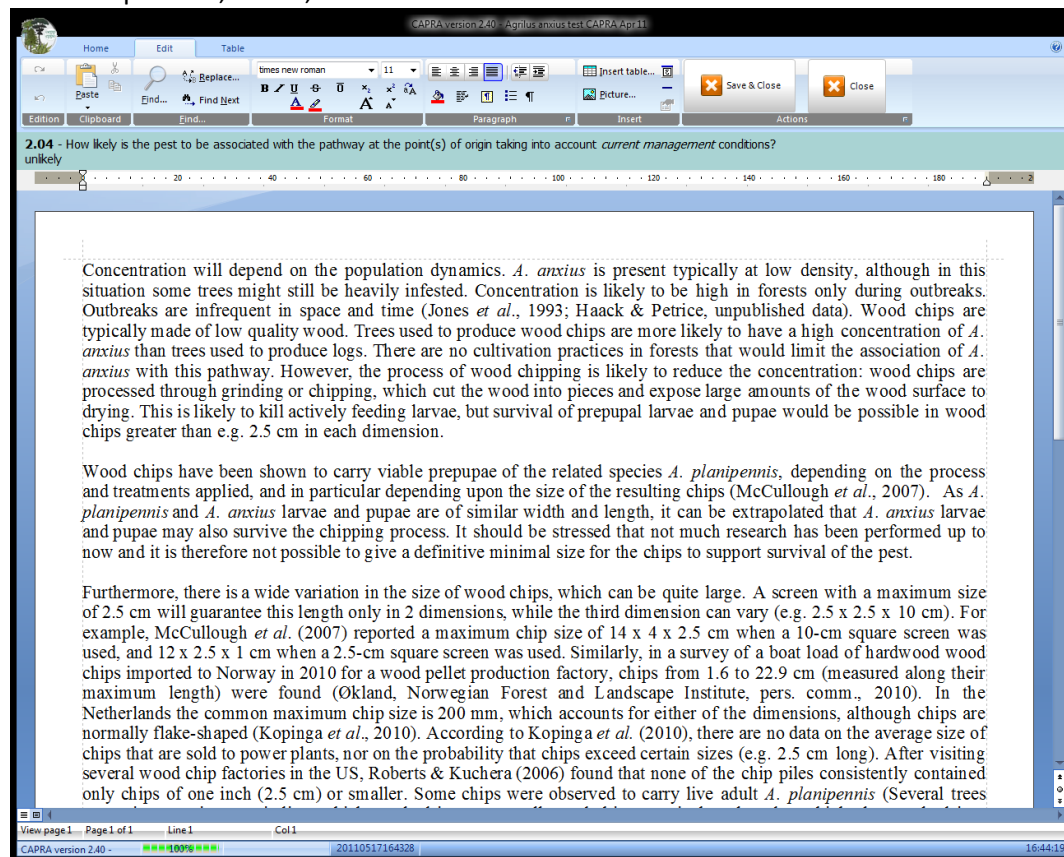 CAPRA version 2.40 - Agrilus anxius test CAPRA Apr 11
Home Edit Table
Paste
Find...
Replace...
Find Next
times new roman 11
B I U
Insert table...
Picture...
Save & Close
Close
Edition Clipboard Find... Format Paragraph Insert Actions
2.04 - How likely is the pest to be associated with the pathway at the point(s) of origin taking into account current management conditions?
unlikely
20 40 60 80 100 120 140 160 180 2
Concentration will depend on the population dynamics. A. anxius is present typically at low density, although in this
situation some trees might still be heavily infested. Concentration is likely to be high in forests only during outbreaks.
Outbreaks are infrequent in space and time (Jones et al., 1993; Haack & Petrice, unpublished data). Wood chips are
typically made of low quality wood. Trees used to produce wood chips are more likely to have a high concentration of A.
anxius than trees used to produce logs. There are no cultivation practices in forests that would limit the association of A.
anxius with this pathway. However, the process of wood chipping is likely to reduce the concentration: wood chips are
processed through grinding or chipping, which cut the wood into pieces and expose large amounts of the wood surface to
drying. This is likely to kill actively feeding larvae, but survival of prepupal larvae and pupae would be possible in wood
chips greater than e.g. 2.5 cm in each dimension.
Wood chips have been shown to carry viable prepupae of the related species A. planipennis, depending on the process
and treatments applied, and in particular depending upon the size of the resulting chips (McCullough et al., 2007). As A.
planipennis and A. anxius larvae and pupae are of similar width and length, it can be extrapolated that A. anxius larvae
and pupae may also survive the chipping process. It should be stressed that not much research has been performed up to
now and it is therefore not possible to give a definitive minimal size for the chips to support survival of the pest.
Furthermore, there is a wide variation in the size of wood chips, which can be quite large. A screen with a maximum size
of 2.5 cm will guarantee this length only in 2 dimensions, while the third dimension can vary (e.g. 2.5 x 2.5 x 10 cm). For
example, McCullough et al. (2007) reported a maximum chip size of 14 x 4 x 2.5 cm when a 10-cm square screen was
used, and 12 x 2.5 x 1 cm when a 2.5-cm square screen was used. Similarly, in a survey of a boat load of hardwood wood
chips imported to Norway in 2010 for a wood pellet production factory, chips from 1.6 to 22.9 cm (measured along their
maximum length) were found (Økland, Norwegian Forest and Landscape Institute, pers. comm., 2010). In the
Netherlands the common maximum chip size is 200 mm, which accounts for either of the dimensions, although chips are
normally flake-shaped (Kopinga et al., 2010). According to Kopinga et al. (2010), there are no data on the average size of
chips that are sold to power plants, nor on the probability that chips exceed certain sizes (e.g. 2.5 cm long). After visiting
several wood chip factories in the US, Roberts & Kuchera (2006) found that none of the chip piles consistently contained
only chips of one inch (2.5 cm) or smaller. Some chips were observed to carry live adult A. planipennis (Several trees
View page 1 Page 1 of 1 Line 1 Col 1
CAPRA version 2.40 - 100% 20110517164328 16:44:19